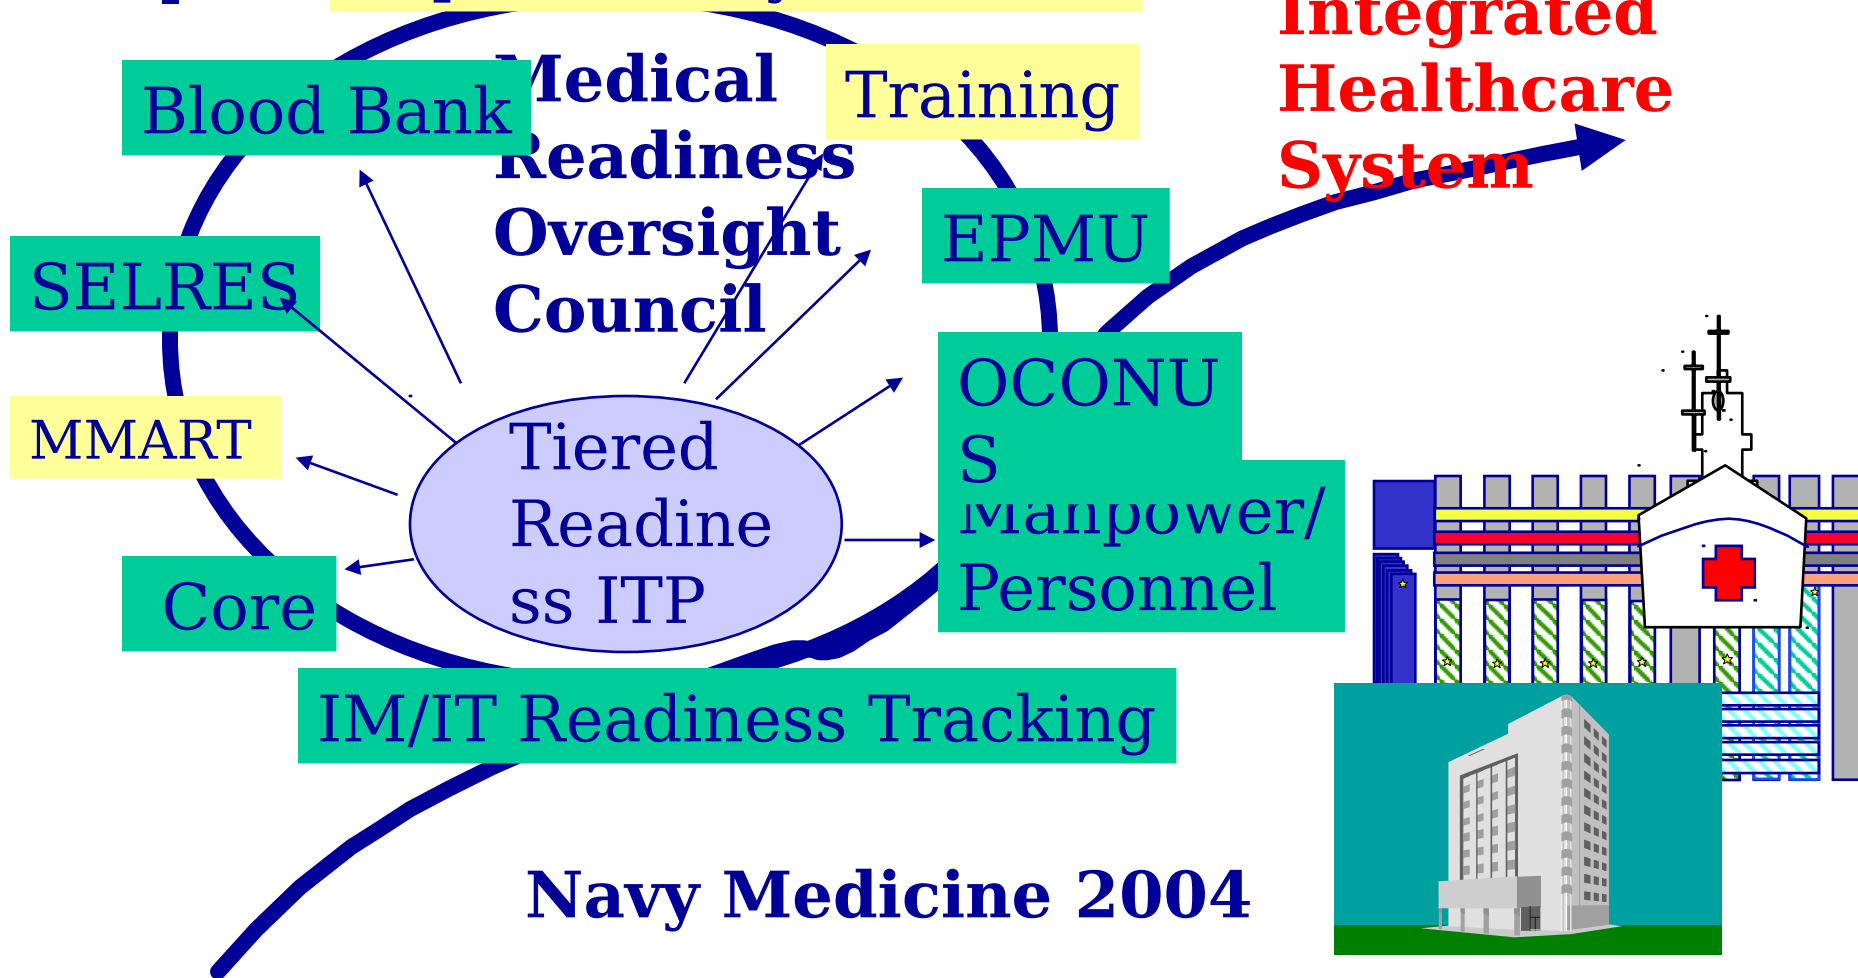 Integrated
Healthcare
System
Medical
Readiness
Oversight
Council
Blood Bank
Training
EPMU
SELRES
OCONU
S
MMART
Tiered
Readine
ss ITP
Manpower/
Personnel
Core
IM/IT Readiness Tracking
Navy Medicine 2004